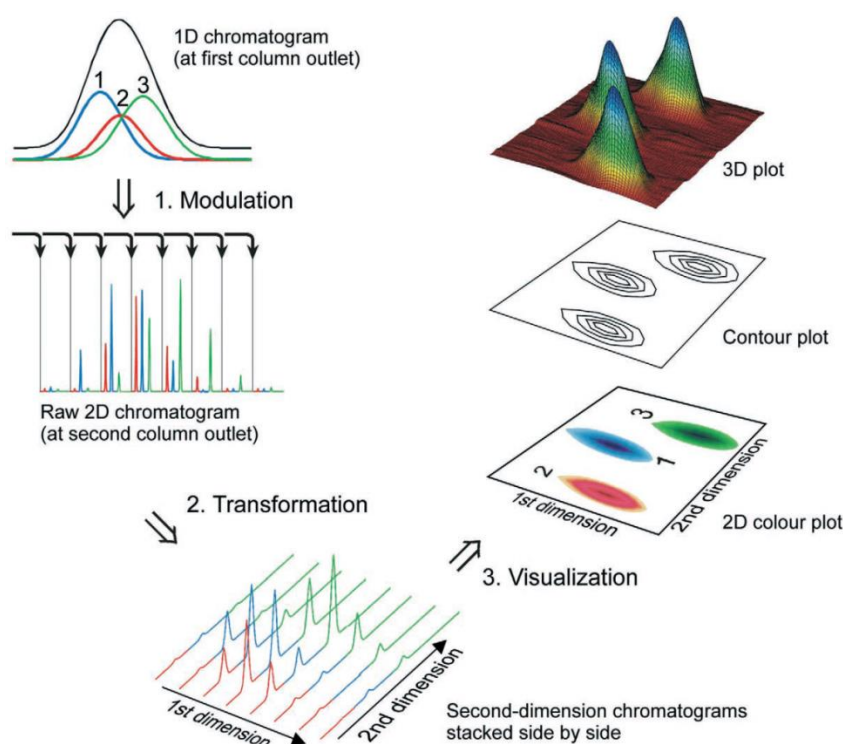 1D chromatogram
(at first column outlet)
1
2
3
1. Modulation
Raw 2D chromatogram
(at second column outlet)
2. Transformation
1st dimension
2nd dimension
Second-dimension chromatograms
stacked side by side
3. Visualization
3D plot
Contour plot
3
1
2
1st dimension
2nd dimension
2D colour plot